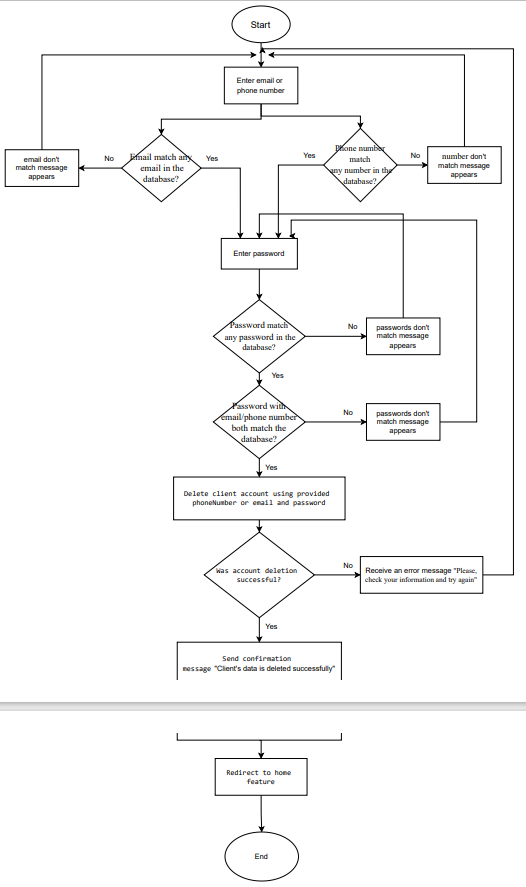 Start
Enter email or
phone number
email don't
match message
appears
No
Email match any
email in the
database?
Yes
Yes
Phone number
match
any number in the
database?
No
number don't
match message
appears
Enter password
Password match
any password in the
database?
No
passwords don't
match message
appears
Yes
Password with
email/phone number
both match the
database?
No
passwords don't
match message
appears
Yes
Delete client account using provided
phoneNumber or email and password
Was account deletion
successful?
No
Receive an error message "Please,
check your information and try again"
Yes
Send confirmation
message "Client's data is deleted successfully"
Redirect to home
feature
End